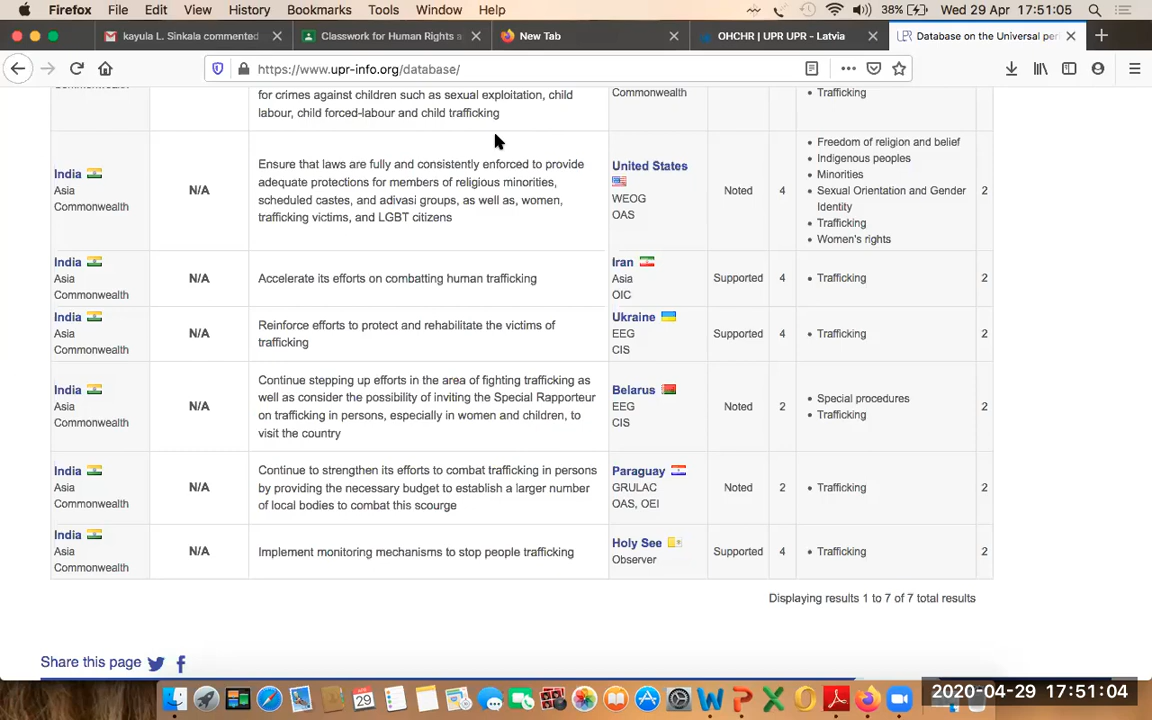 Firefox File Edit View History Bookmarks Tools Window Help 38% Wed 29 Apr 17:51:05
kayula L. Sinkala commented
Classwork for Human Rights a
New Tab
OHCHR | UPR UPR - Latvia
UR Database on the Universal peri
https://www.upr-info.org/database/
Commonwealth
for crimes against children such as sexual exploitation, child
labour, child forced-labour and child trafficking
Commonwealth
• Trafficking
India
Asia
Commonwealth
N/A
Ensure that laws are fully and consistently enforced to provide
adequate protections for members of religious minorities,
scheduled castes, and adivasi groups, as well as, women,
trafficking victims, and LGBT citizens
United States
WEOG
OAS
Noted
4
• Freedom of religion and belief
• Indigenous peoples
• Minorities
• Sexual Orientation and Gender
Identity
• Trafficking
• Women's rights
2
India
Asia
Commonwealth
N/A
Accelerate its efforts on combatting human trafficking
Iran
Asia
OIC
Supported
4
• Trafficking
2
India
Asia
Commonwealth
N/A
Reinforce efforts to protect and rehabilitate the victims of
trafficking
Ukraine
EEG
CIS
Supported
4
• Trafficking
2
India
Asia
Commonwealth
N/A
Continue stepping up efforts in the area of fighting trafficking as
well as consider the possibility of inviting the Special Rapporteur
on trafficking in persons, especially in women and children, to
visit the country
Belarus
EEG
CIS
Noted
2
• Special procedures
• Trafficking
2
India
Asia
Commonwealth
N/A
Continue to strengthen its efforts to combat trafficking in persons
by providing the necessary budget to establish a larger number
of local bodies to combat this scourge
Paraguay
GRULAC
OAS, OEI
Noted
2
• Trafficking
2
India
Asia
Commonwealth
N/A
Implement monitoring mechanisms to stop people trafficking
Holy See
Observer
Supported
4
• Trafficking
2
Displaying results 1 to 7 of 7 total results
Share this page
29
2020-04-29 17:51:04